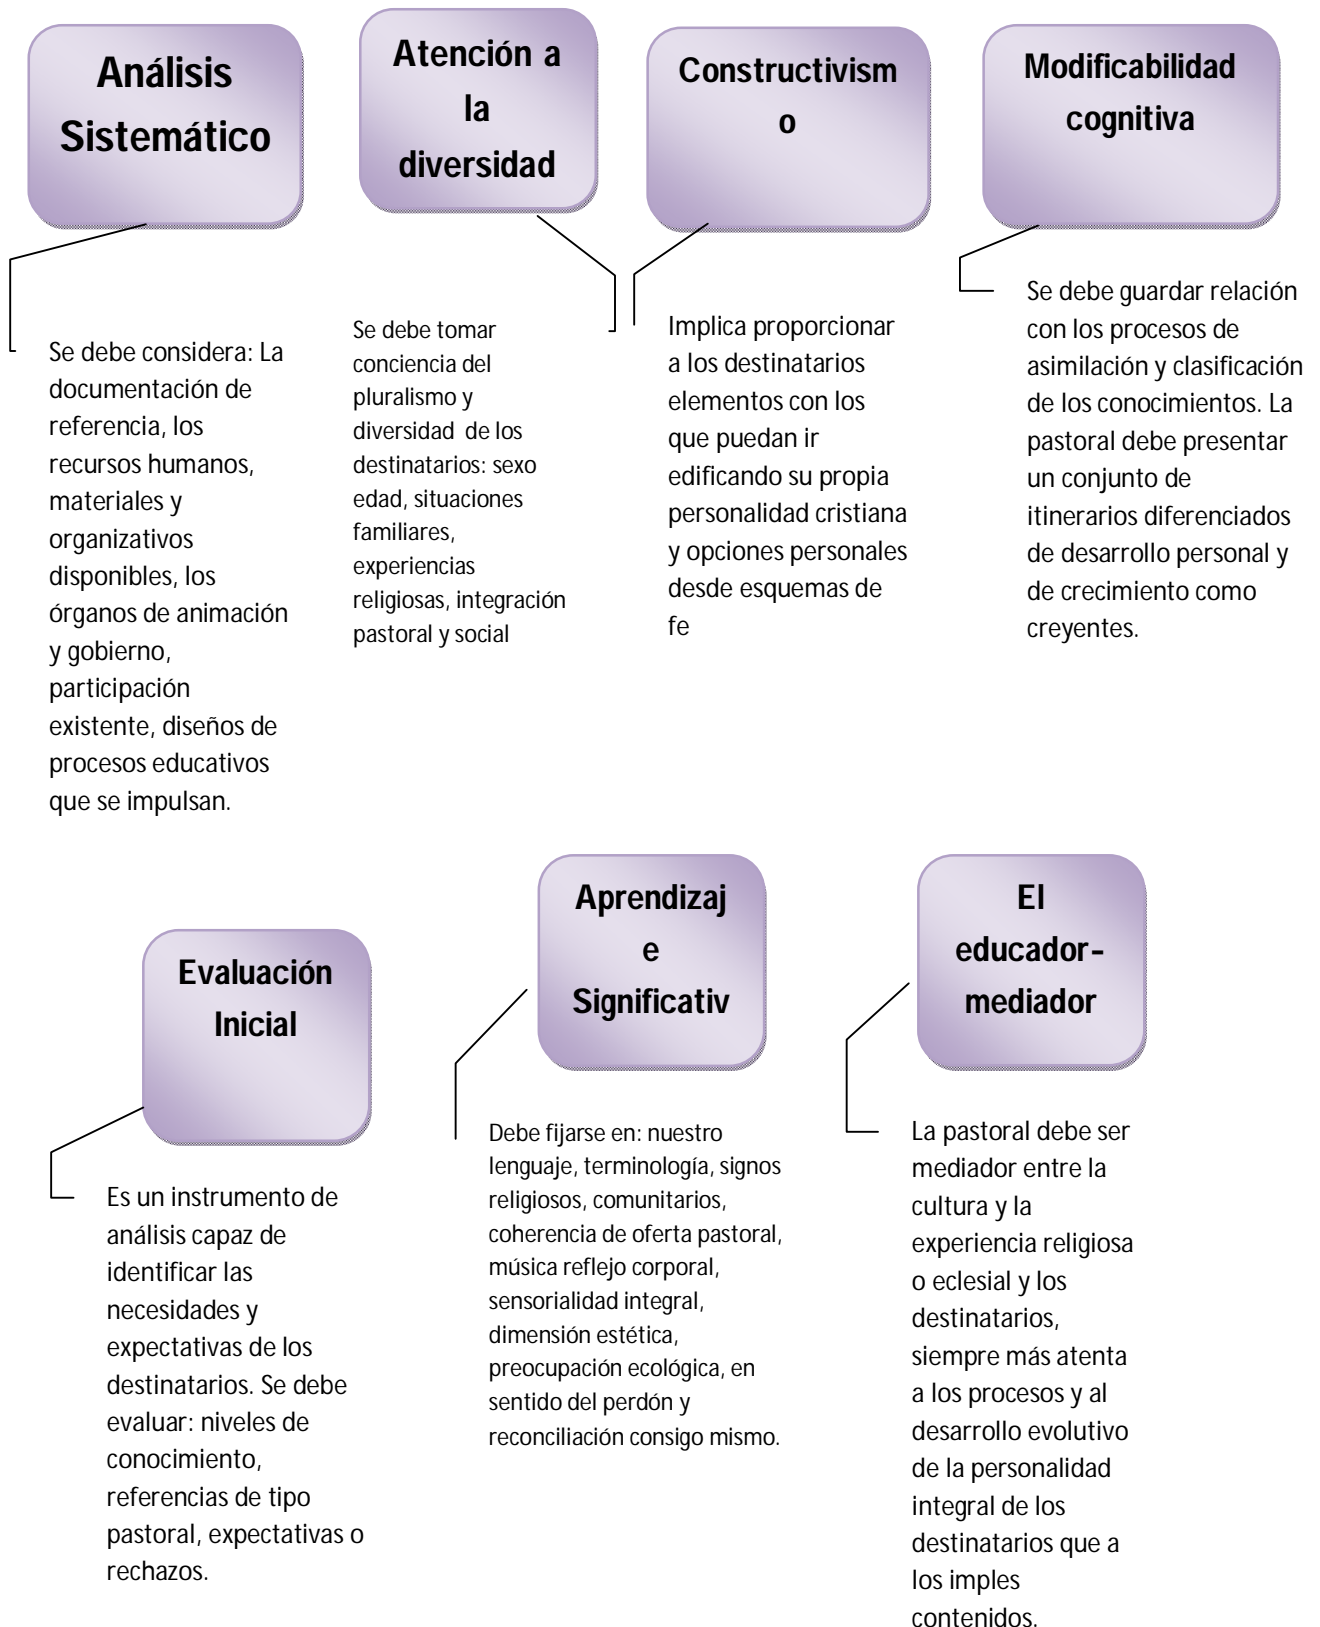 Análisis
Sistemático
Se debe considera: La
documentación de
referencia, los
recursos humanos,
materiales y
organizativos
disponibles, los
órganos de animación
y gobierno,
participación
existente, diseños de
procesos educativos
que se impulsan.
Atención a
la
diversidad
Se debe tomar
conciencia del
pluralismo y
diversidad de los
destinatarios: sexo
edad, situaciones
familiares,
experiencias
religiosas, integración
pastoral y social
Constructivism
o
Implica proporcionar
a los destinatarios
elementos con los
que puedan ir
edificando su propia
personalidad cristiana
y opciones personales
desde esquemas de
fe
Modificabilidad
cognitiva
Se debe guardar relación
con los procesos de
asimilación y clasificación
de los conocimientos. La
pastoral debe presentar
un conjunto de
itinerarios diferenciados
de desarrollo personal y
de crecimiento como
creyentes.
Evaluación
Inicial
Es un instrumento de
análisis capaz de
identificar las
necesidades y
expectativas de los
destinatarios. Se debe
evaluar: niveles de
conocimiento,
referencias de tipo
pastoral, expectativas o
rechazos.
Aprendizaj
e
Significativ
Debe fijarse en: nuestro
lenguaje, terminología, signos
religiosos, comunitarios,
coherencia de oferta pastoral,
música reflejo corporal,
sensorialidad integral,
dimensión estética,
preocupación ecológica, en
sentido del perdón y
reconciliación consigo mismo.
El
educador-
mediador
La pastoral debe ser
mediador entre la
cultura y la
experiencia religiosa
o eclesial y los
destinatarios,
siempre más atenta
a los procesos y al
desarrollo evolutivo
de la personalidad
integral de los
destinatarios que a
los imples
contenidos.